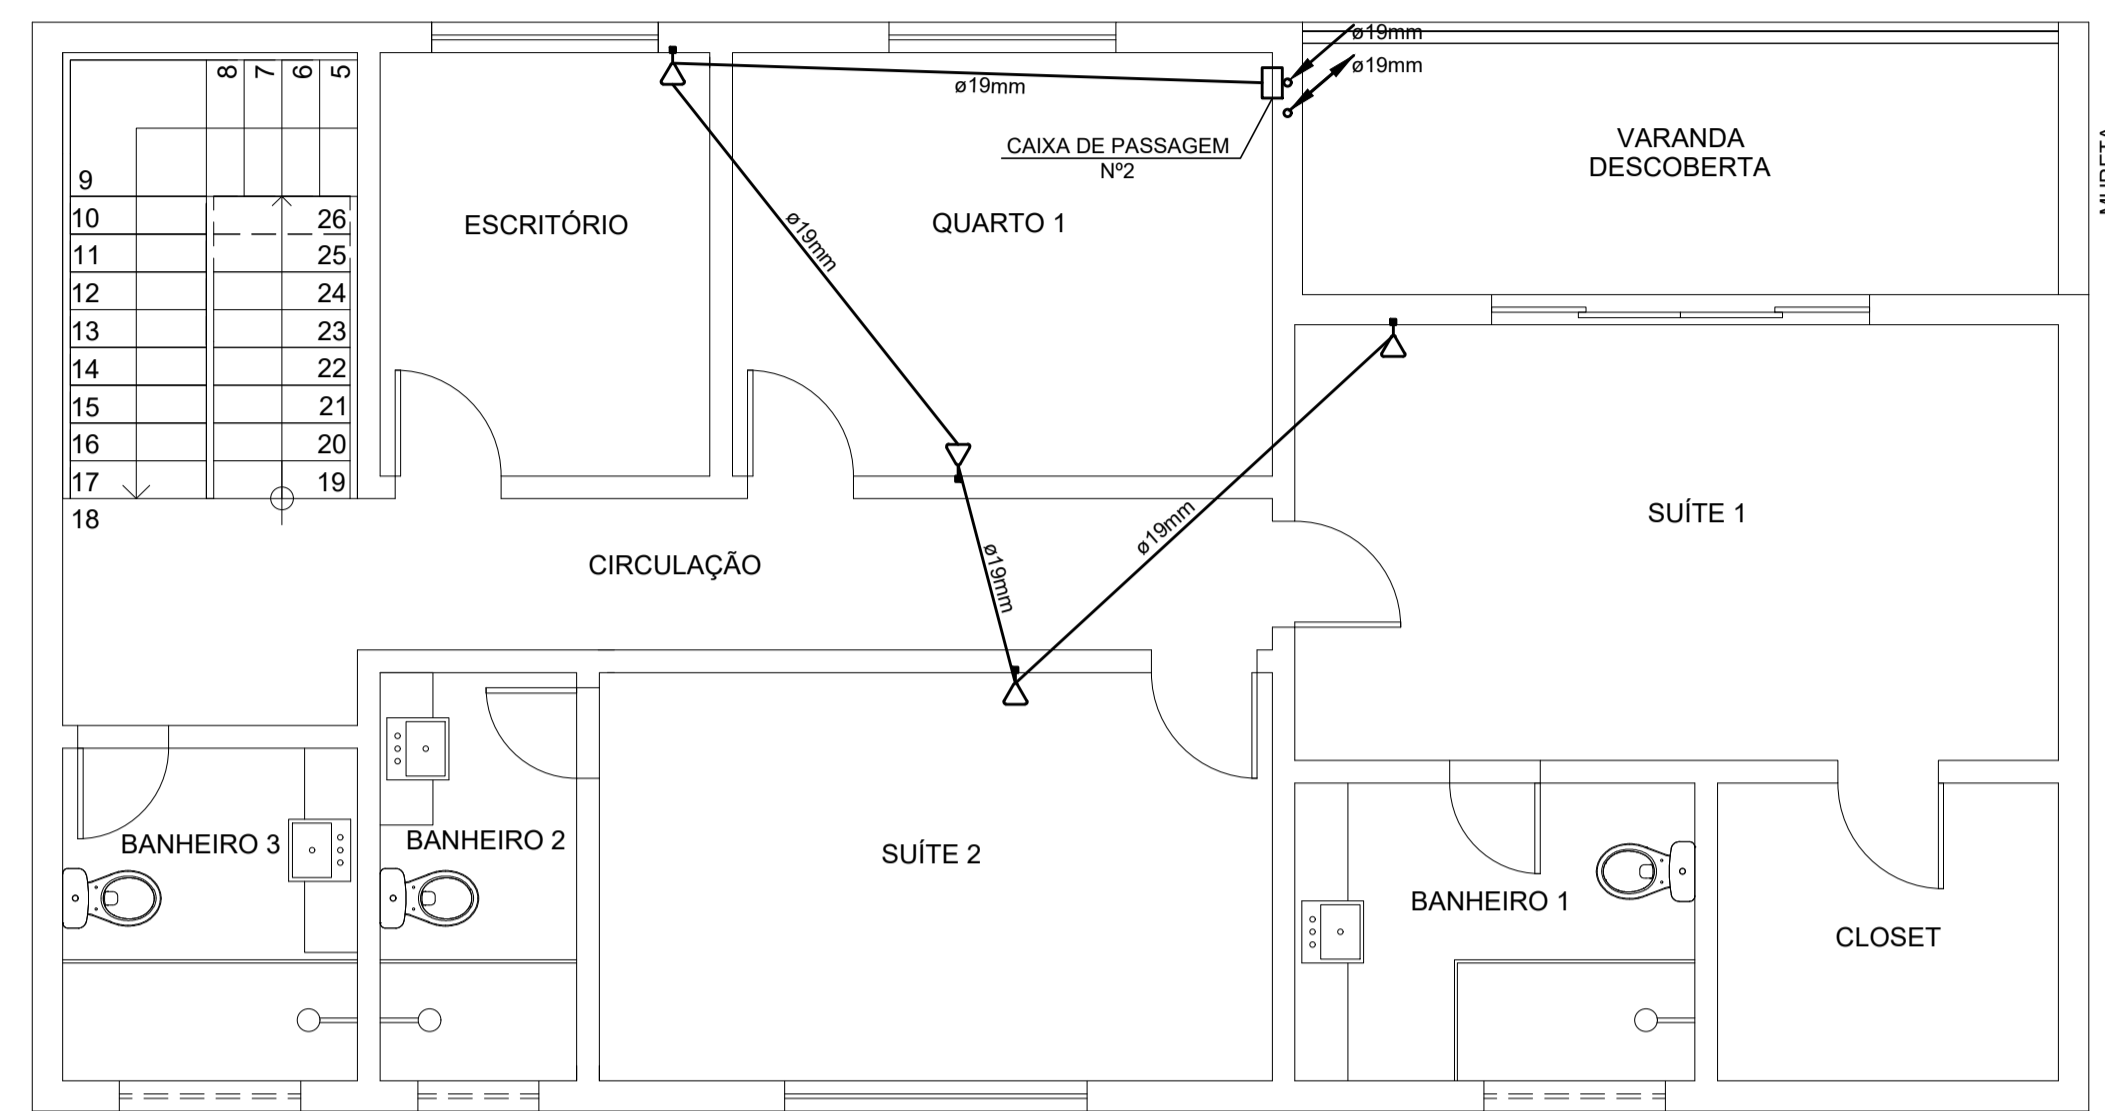 ø19mm
ø19mm
ø19mm
8
7
6
5
CAIXA DE PASSAGEM
Nº2
VARANDA
DESCOBERTA
MURETA
9
10
11
12
13
14
15
16
17
18
26
25
24
23
22
21
20
19
ESCRITÓRIO
ø19mm
QUARTO 1
SUÍTE 1
CIRCULAÇÃO
ø19mm
ø19mm
BANHEIRO 3
BANHEIRO 2
SUÍTE 2
BANHEIRO 1
CLOSET